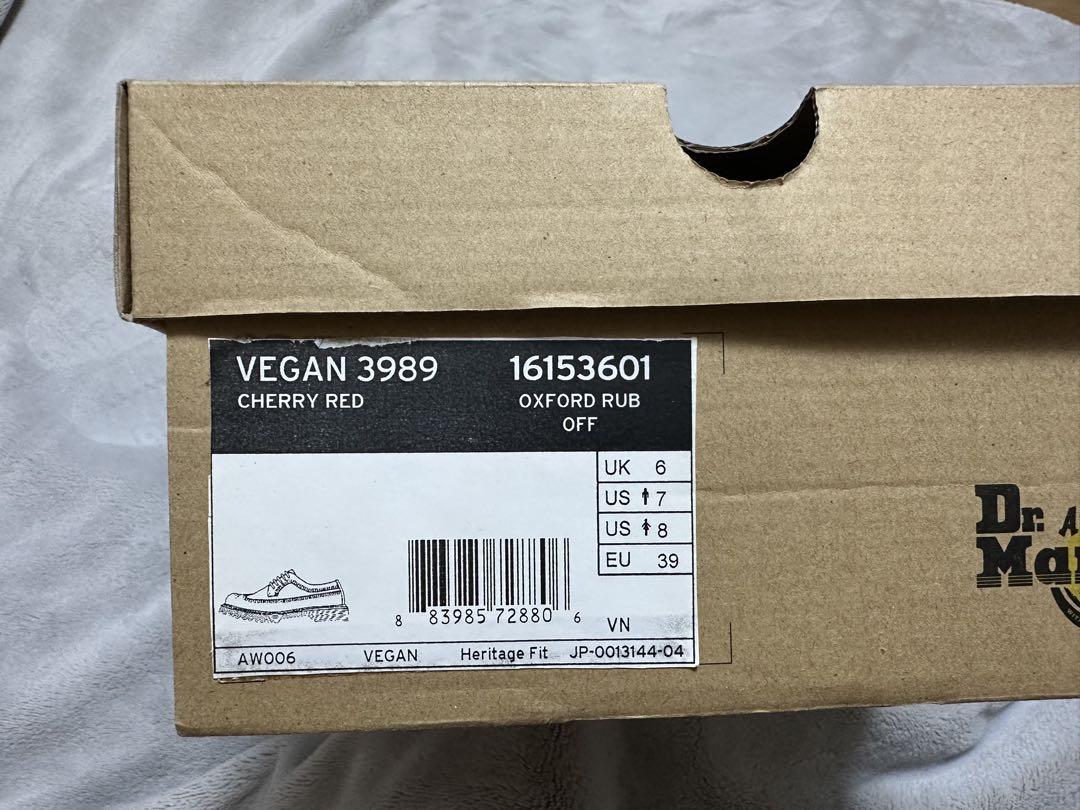 VEGAN 3989 16153601
CHERRY RED OXFORD RUB
OFF
UK 6
US 7
US 8
EU 39
8 83985 72880 6
VN
AW006 VEGAN Heritage Fit JP-0013144-04
Dr.